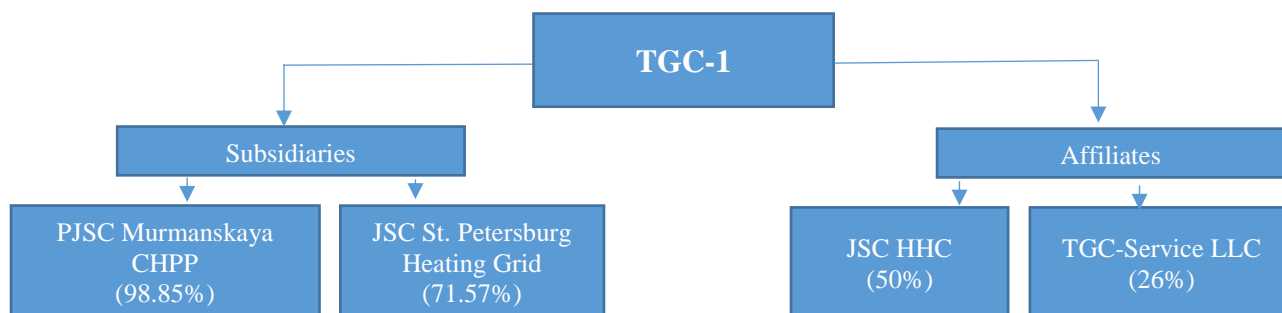 TGC-1
Subsidiaries
Affiliates
PJSC Murmanskaya
CHPP
(98.85%)
JSC St. Petersburg
Heating Grid
(71.57%)
JSC HHC
(50%)
TGC-Service LLC
(26%)